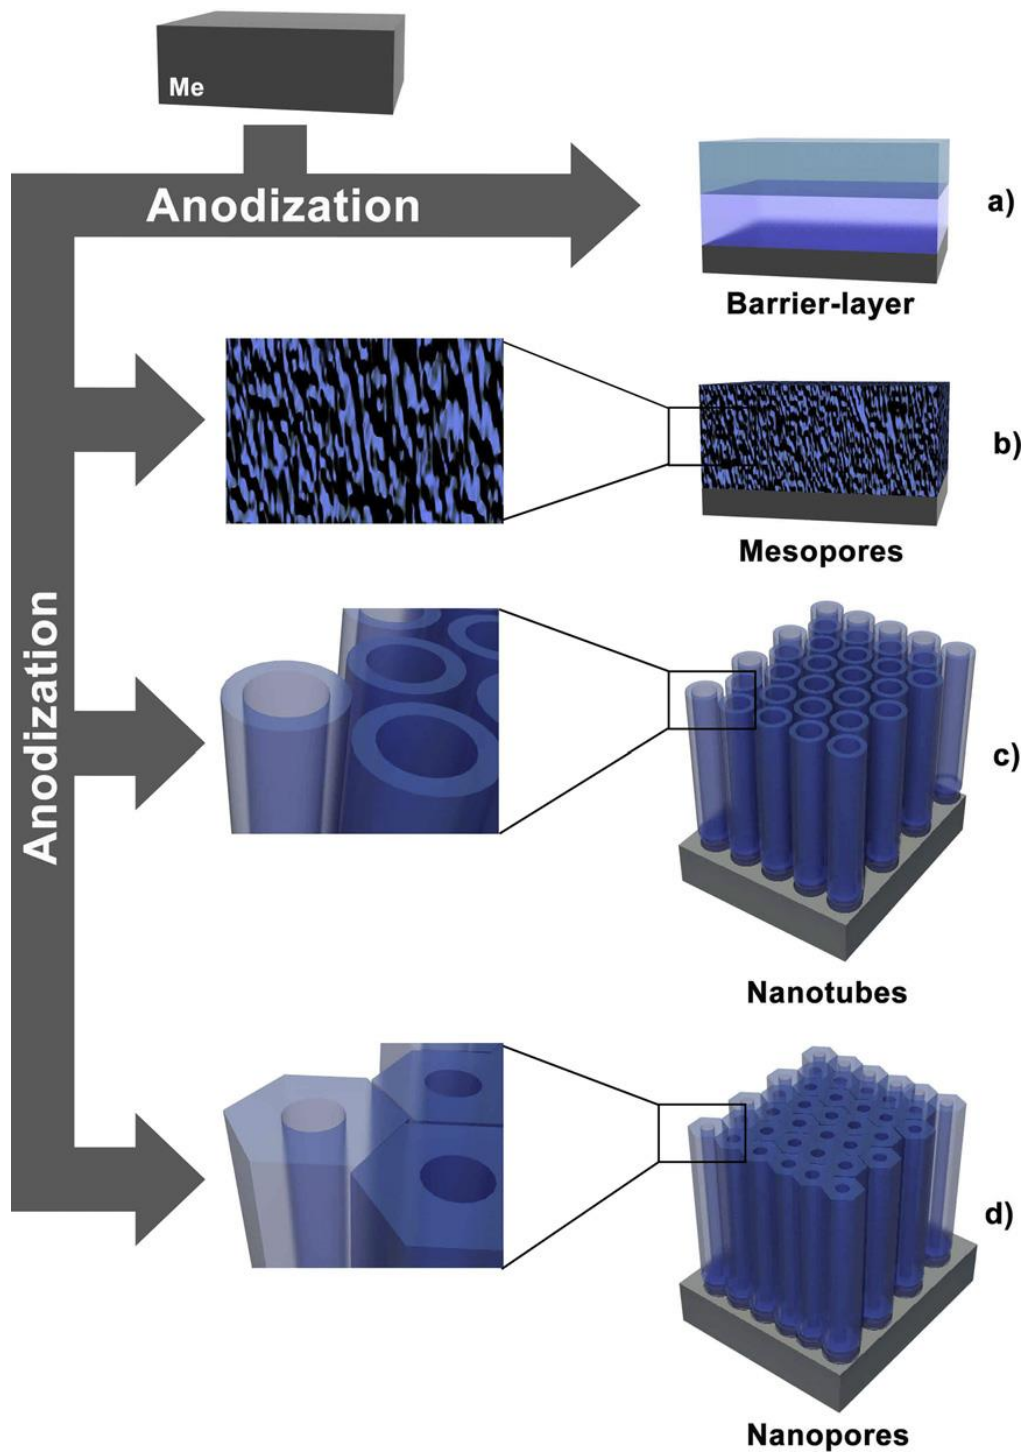 Me
Anodization
a)
Barrier-layer
b)
Mesopores
Anodization
c)
Nanotubes
d)
Nanopores